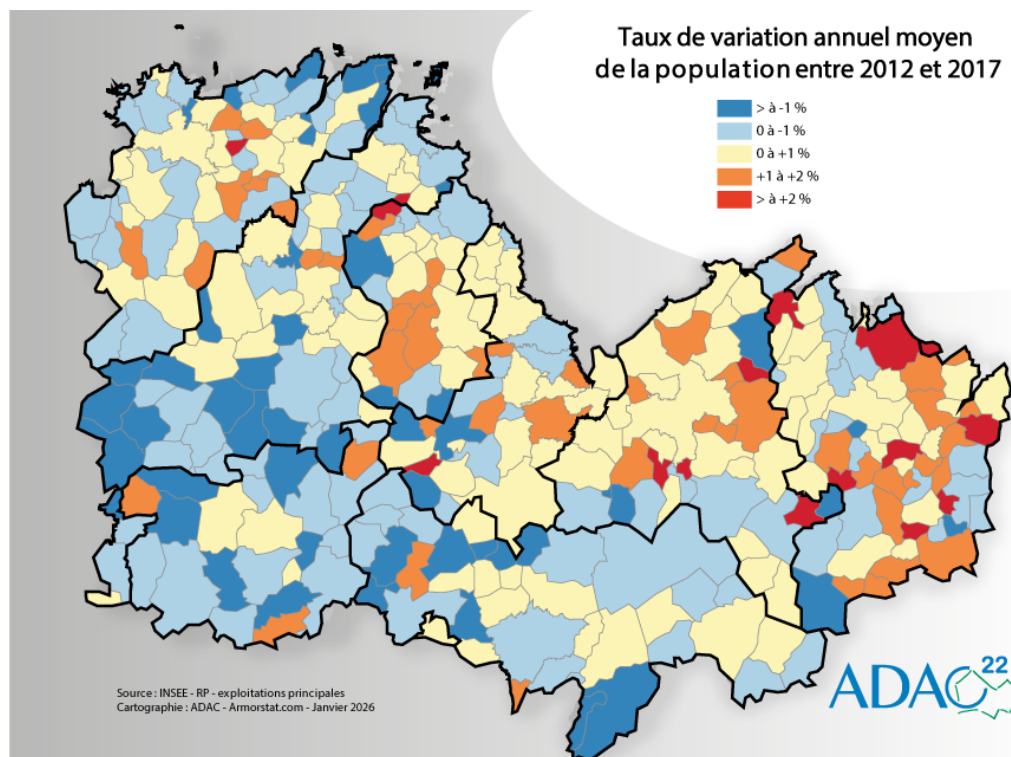 Taux de variation annuel moyen
de la population entre 2012 et 2017
> à -1 %
0 à -1 %
0 à +1 %
+1 à +2 %
> à +2 %
Source : INSEE - RP - exploitations principales
Cartographie : ADAC - Armorstat.com - Janvier 2026
ADAC 22